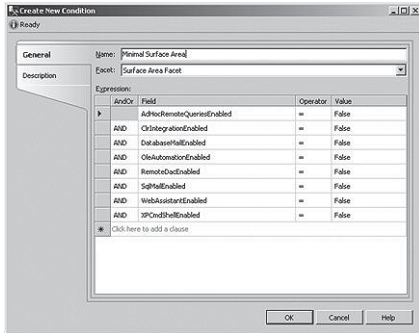 Create New Condition
Ready
General
Description
Name: Minimal Surface Area
Facet: Surface Area Facet
Expression:
AndOr Field Operator Value
AdHocRemoteQueriesEnabled = False
AND ClrIntegrationEnabled = False
AND DatabaseMailEnabled = False
AND OleAutomationEnabled = False
AND RemoteDacEnabled = False
AND SqlMailEnabled = False
AND WebAssistantEnabled = False
AND XPCmdShellEnabled = False
Click here to add a clause
OK Cancel Help